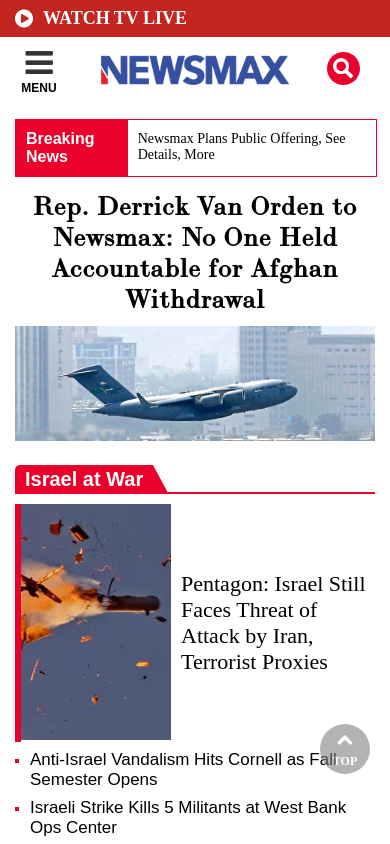 WATCH TV LIVE
MENU
NEWSMAX
Breaking
News
Newsmax Plans Public Offering, See
Details, More
Rep. Derrick Van Orden to
Newsmax: No One Held
Accountable for Afghan
Withdrawal
Israel at War
Pentagon: Israel Still
Faces Threat of
Attack by Iran,
Terrorist Proxies
Anti-Israel Vandalism Hits Cornell as Fall
Semester Opens
TOP
Israeli Strike Kills 5 Militants at West Bank
Ops Center